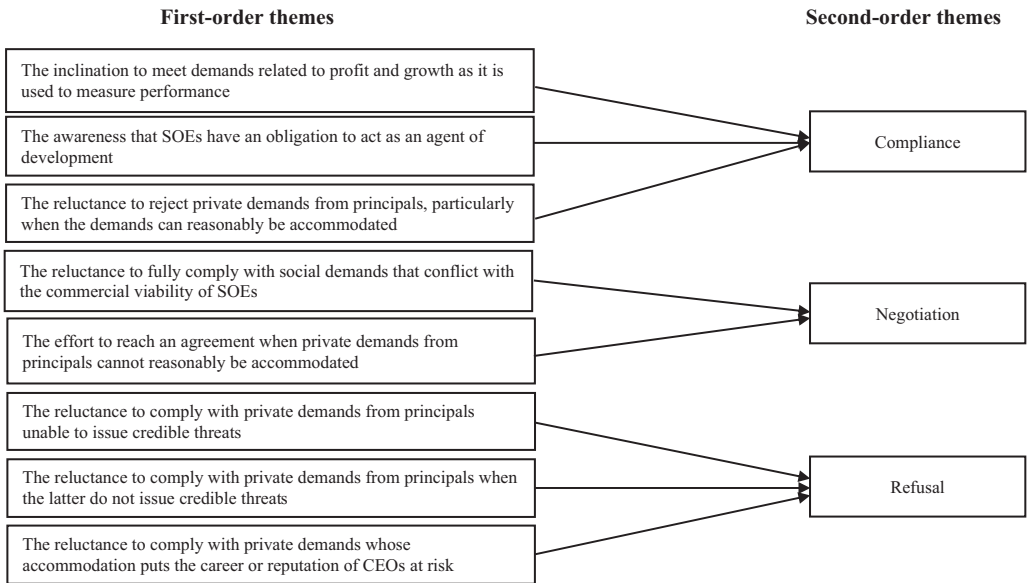 First-order themes
Second-order themes
The inclination to meet demands related to profit and growth as it is
used to measure performance
The awareness that SOEs have an obligation to act as an agent of
development
Compliance
The reluctance to reject private demands from principals, particularly
when the demands can reasonably be accommodated
The reluctance to fully comply with social demands that conflict with
the commercial viability of SOEs
Negotiation
The effort to reach an agreement when private demands from
principals cannot reasonably be accommodated
The reluctance to comply with private demands from principals
unable to issue credible threats
The reluctance to comply with private demands from principals when
the latter do not issue credible threats
Refusal
The reluctance to comply with private demands whose
accommodation puts the career or reputation of CEOs at risk